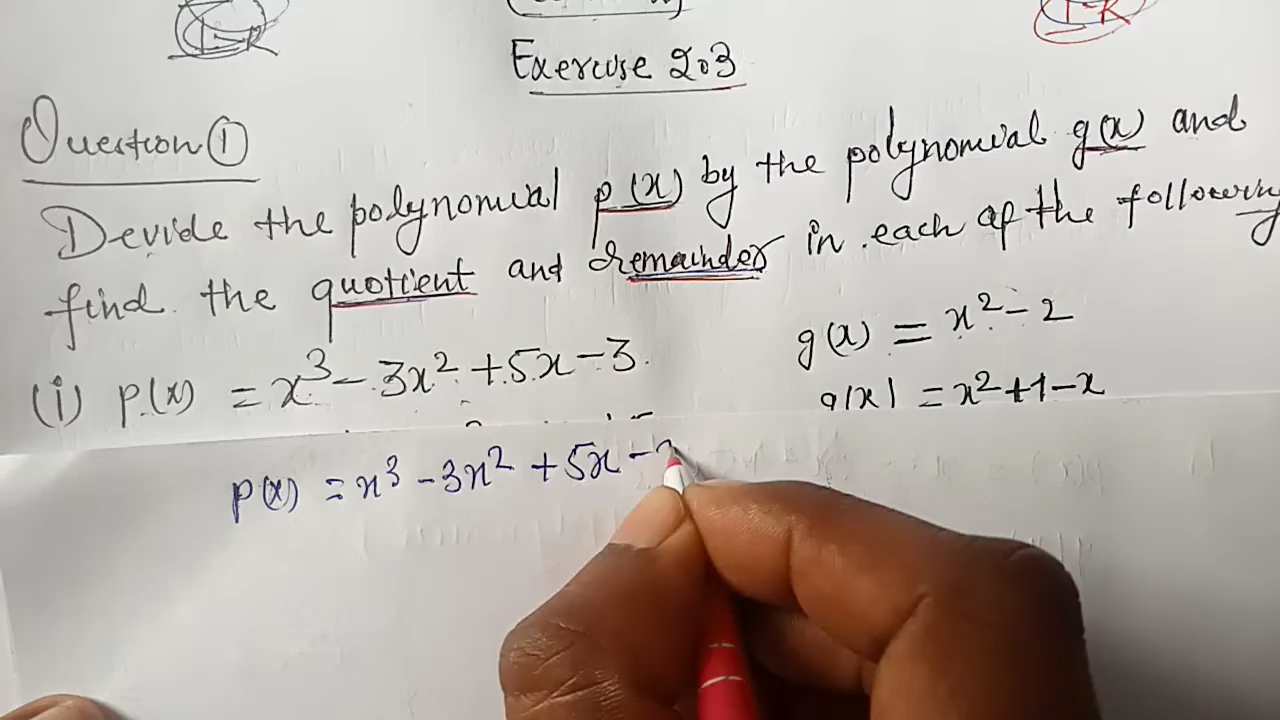 I-R
I-R
Exercise 2.3
Question ①
Devide the polynomial p(x) by the polynomial g(x) and
find the quotient and remainder in each of the following
(i) p(x) = x³ - 3x² + 5x - 3
g(x) = x² - 2
g(x) = x² + 1 - x
p(x) = x³ - 3x² + 5x -